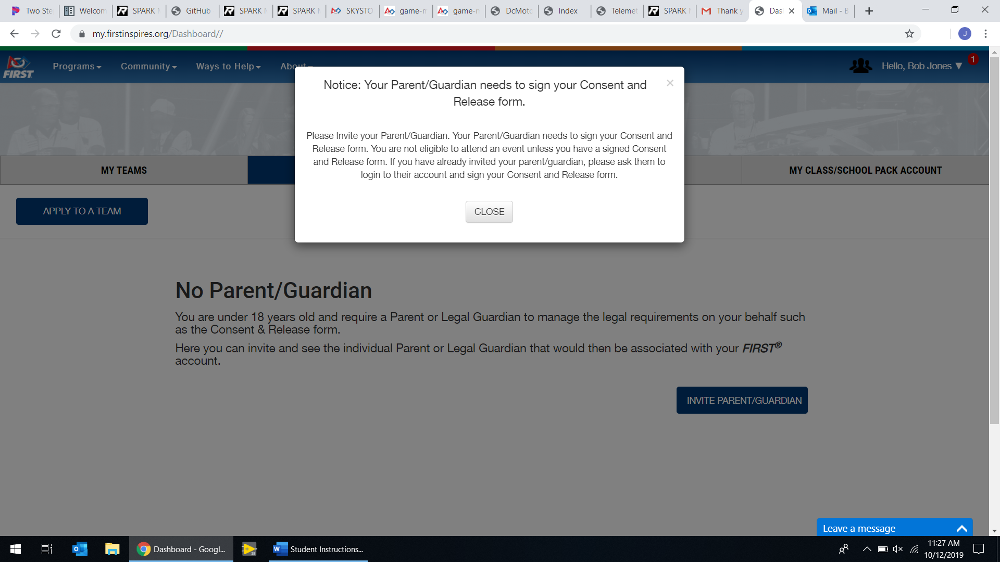 Two Ste
Welcom
SPARK M
GitHub
SPARK M
SPARK M
SKYSTO
game-m
game-m
DcMoto
Index
Telemet
SPARK M
Thank y
Das
Mail - B
my.firstinspires.org/Dashboard//
J
FIRST
Programs
Community
Ways to Help
About
Hello, Bob Jones ▼
1
Notice: Your Parent/Guardian needs to sign your Consent and
Release form.
×
Please Invite your Parent/Guardian. Your Parent/Guardian needs to sign your Consent and
Release form. You are not eligible to attend an event unless you have a signed Consent
and Release form. If you have already invited your parent/guardian, please ask them to
login to their account and sign your Consent and Release form.
CLOSE
MY TEAMS
MY CLASS/SCHOOL PACK ACCOUNT
APPLY TO A TEAM
No Parent/Guardian
You are under 18 years old and require a Parent or Legal Guardian to manage the legal requirements on your behalf such
as the Consent & Release form.
Here you can invite and see the individual Parent or Legal Guardian that would then be associated with your FIRST®
account.
INVITE PARENT/GUARDIAN
Leave a message
Dashboard - Googl...
18
Student Instructions...
11:27 AM
10/12/2019